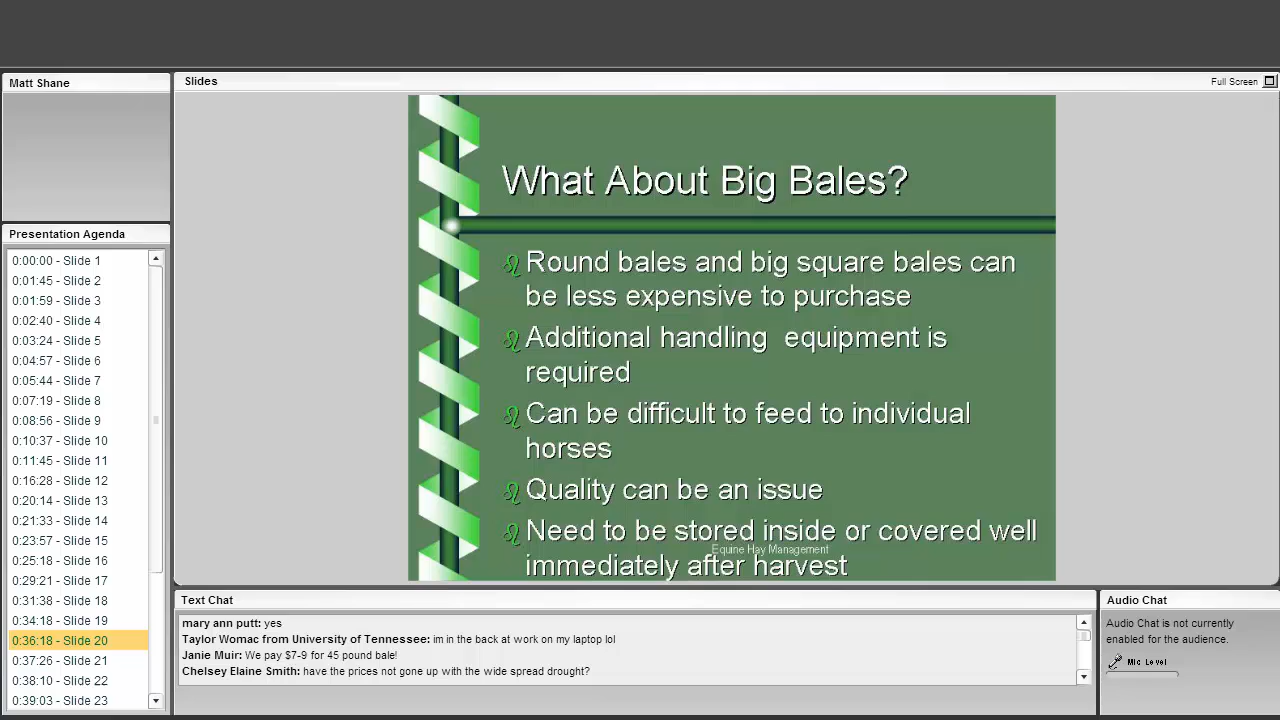 Matt Shane
Slides
Full Screen
What About Big Bales?
Round bales and big square bales can
be less expensive to purchase
Additional handling equipment is
required
Can be difficult to feed to individual
horses
Quality can be an issue
Need to be stored inside or covered well
Equine Hay Management
immediately after harvest
Presentation Agenda
0:00:00 - Slide 1
0:01:45 - Slide 2
0:01:59 - Slide 3
0:02:40 - Slide 4
0:03:24 - Slide 5
0:04:57 - Slide 6
0:05:44 - Slide 7
0:07:19 - Slide 8
0:08:56 - Slide 9
0:10:37 - Slide 10
0:11:45 - Slide 11
0:16:28 - Slide 12
0:20:14 - Slide 13
0:21:33 - Slide 14
0:23:57 - Slide 15
0:25:18 - Slide 16
0:29:21 - Slide 17
0:31:38 - Slide 18
0:34:18 - Slide 19
0:36:18 - Slide 20
0:37:26 - Slide 21
0:38:10 - Slide 22
0:39:03 - Slide 23
Text Chat
mary ann putt: yes
Taylor Womac from University of Tennessee: im in the back at work on my laptop lol
Janie Muir: We pay $7-9 for 45 pound bale!
Chelsey Elaine Smith: have the prices not gone up with the wide spread drought?
Audio Chat
Audio Chat is not currently
enabled for the audience.
Mic Level